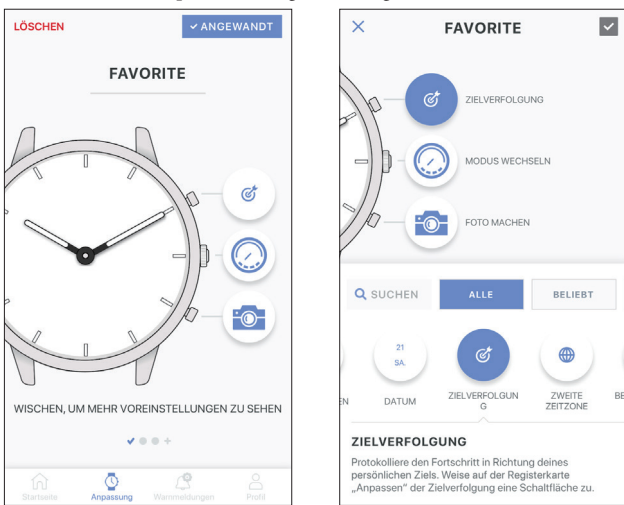 LÖSCHEN
ANGEWANDT
FAVORITE
WISCHEN, UM MEHR VOREINSTELLUNGEN ZU SEHEN
Startseite
Anpassung
Warnmeldungen
Profil
FAVORITE
ZIELVERFOLGUNG
MODUS WECHSELN
FOTO MACHEN
SUCHEN
ALLE
BELIEBT
21
SA.
EN
DATUM
ZIELVERFOLGUN
G
ZWEITE
ZEITZONE
BE
ZIELVERFOLGUNG
Protokolliere den Fortschritt in Richtung deines
persönlichen Ziels. Weise auf der Registerkarte
„Anpassen“ der Zielverfolgung eine Schaltfläche zu.